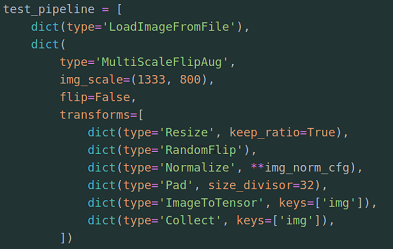 test_pipeline = [
    dict(type='LoadImageFromFile'),
    dict(
        type='MultiScaleFlipAug',
        img_scale=(1333, 800),
        flip=False,
        transforms=[
            dict(type='Resize', keep_ratio=True),
            dict(type='RandomFlip'),
            dict(type='Normalize', **img_norm_cfg),
            dict(type='Pad', size_divisor=32),
            dict(type='ImageToTensor', keys=['img']),
            dict(type='Collect', keys=['img']),
        ])